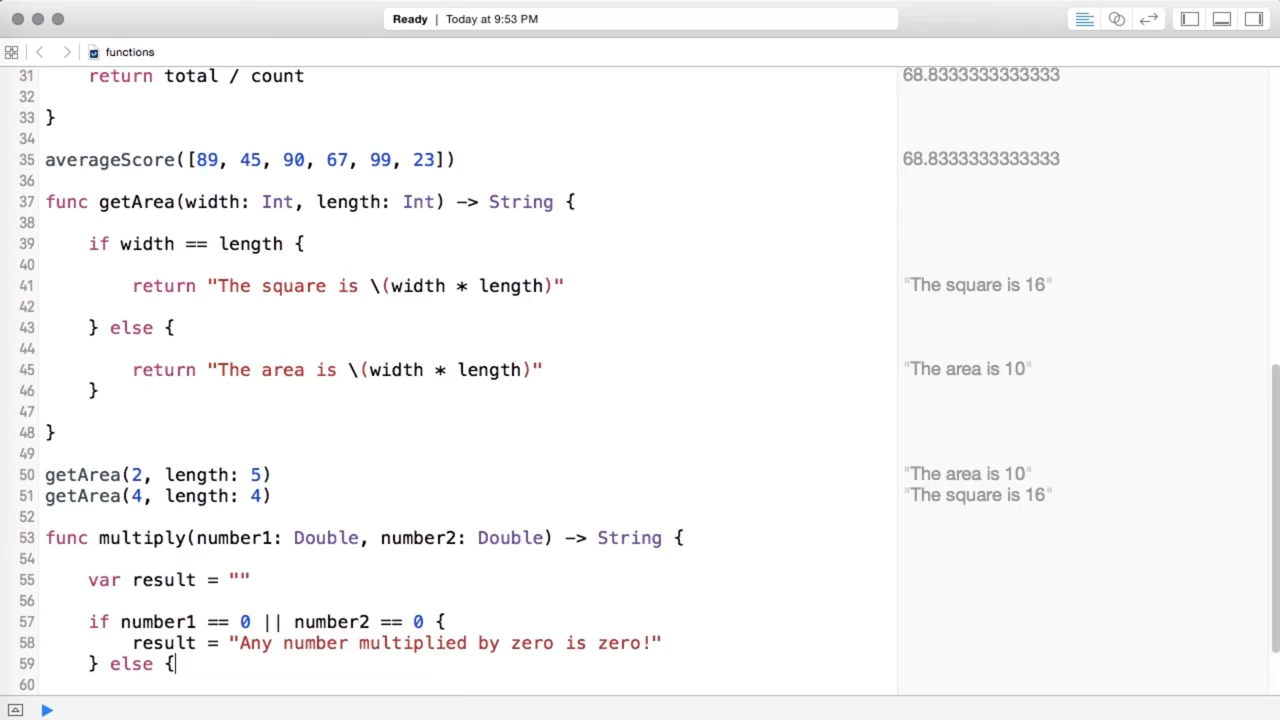 Ready | Today at 9:53 PM
functions
31 return total / count 68.8333333333333
32
33 }
34
35 averageScore([89, 45, 90, 67, 99, 23]) 68.8333333333333
36
37 func getArea(width: Int, length: Int) -> String {
38
39 if width == length {
40
41 return "The square is \(width * length)" "The square is 16"
42
43 } else {
44
45 return "The area is \(width * length)" "The area is 10"
46 }
47
48 }
49
50 getArea(2, length: 5) "The area is 10"
51 getArea(4, length: 4) "The square is 16"
52
53 func multiply(number1: Double, number2: Double) -> String {
54
55 var result = ""
56
57 if number1 == 0 || number2 == 0 {
58 result = "Any number multiplied by zero is zero!"
59 } else {
60